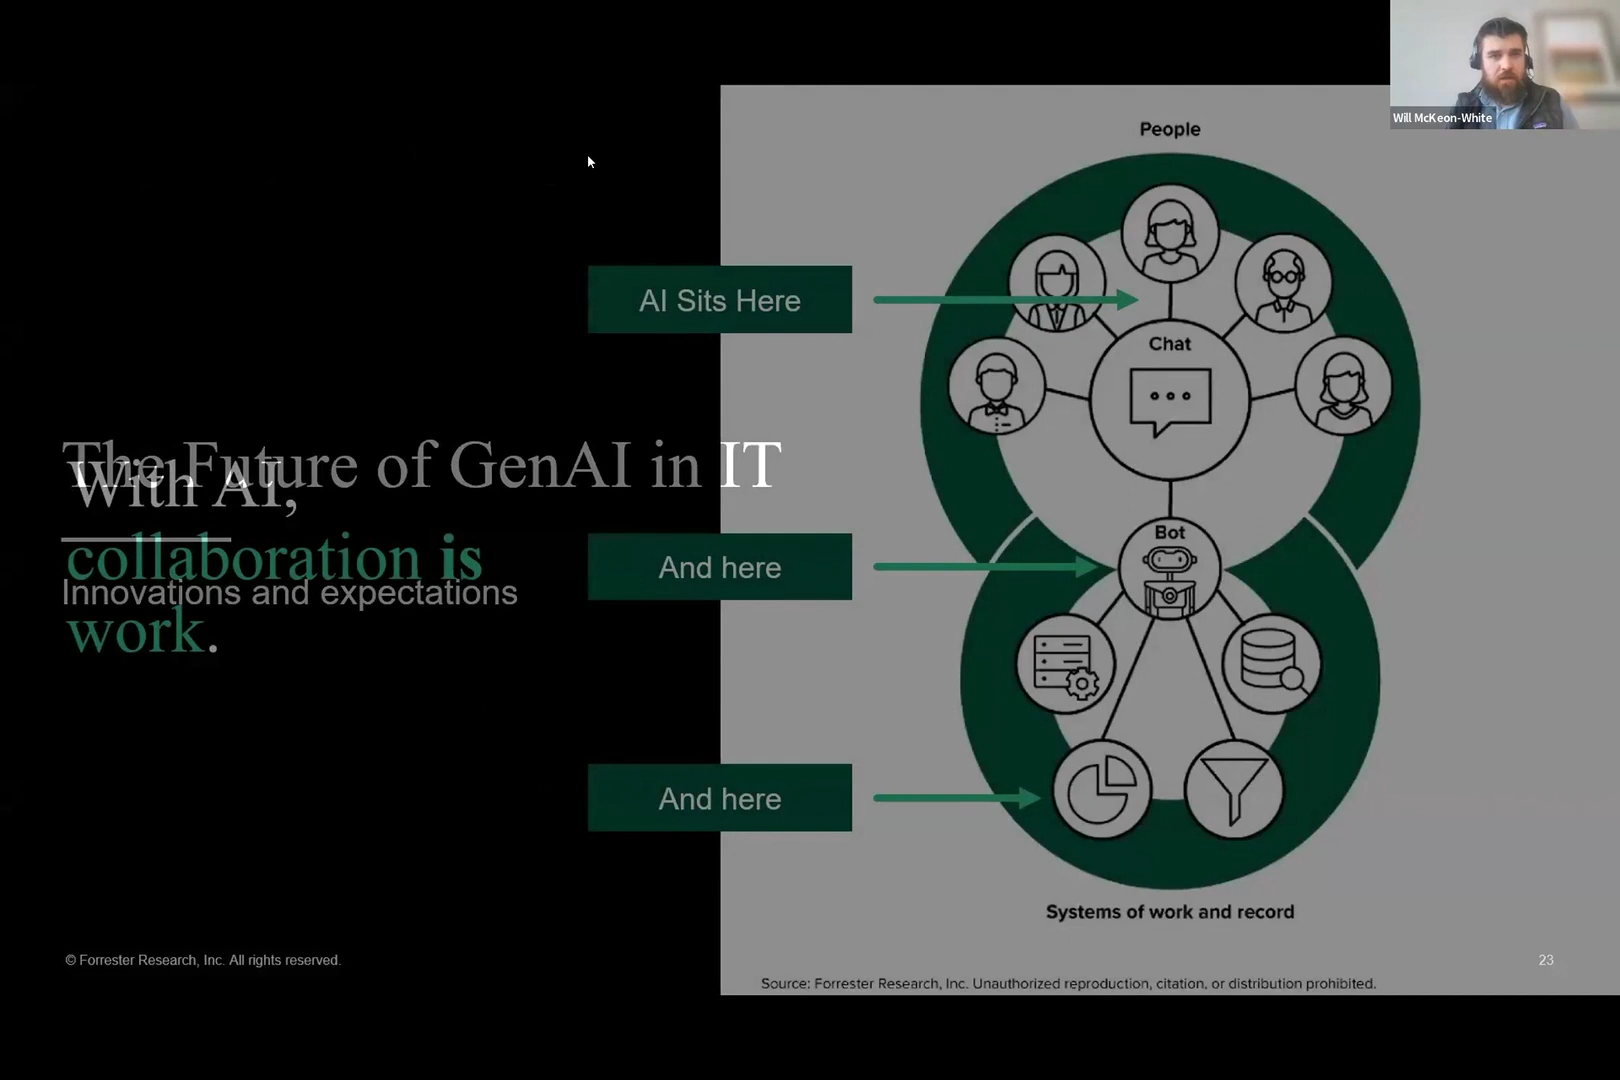 Will McKeon-White
People
AI Sits Here
Chat
The Future of GenAI in IT
With AI,
collaboration is
Innovations and expectations
work.
And here
Bot
And here
Systems of work and record
© Forrester Research, Inc. All rights reserved.
23
Source: Forrester Research, Inc. Unauthorized reproduction, citation, or distribution prohibited.